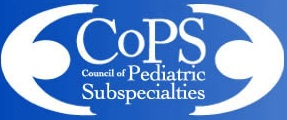 CoPS
Council of Pediatric
Subspecialties